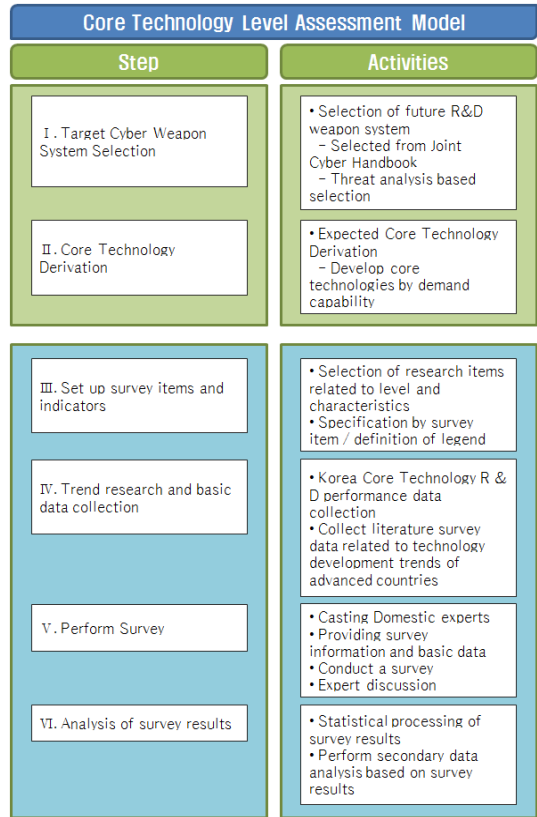 Core Technology Level Assessment Model
Step
Activities
Ⅰ. Target Cyber Weapon
System Selection
• Selection of future R&D
weapon system
- Selected from Joint
Cyber Handbook
- Threat analysis based
selection
Ⅱ. Core Technology
Derivation
• Expected Core Technology
Derivation
- Develop core
technologies by demand
capability
Ⅲ. Set up survey items and
indicators
• Selection of research items
related to level and
characteristics
• Specification by survey
item / definition of legend
Ⅳ. Trend research and basic
data collection
• Korea Core Technology R &
D performance data
collection
• Collect literature survey
data related to technology
development trends of
advanced countries
Ⅴ. Perform Survey
• Casting Domestic experts
• Providing survey
information and basic data
• Conduct a survey
• Expert discussion
Ⅵ. Analysis of survey results
• Statistical processing of
survey results
• Perform secondary data
analysis based on survey
results